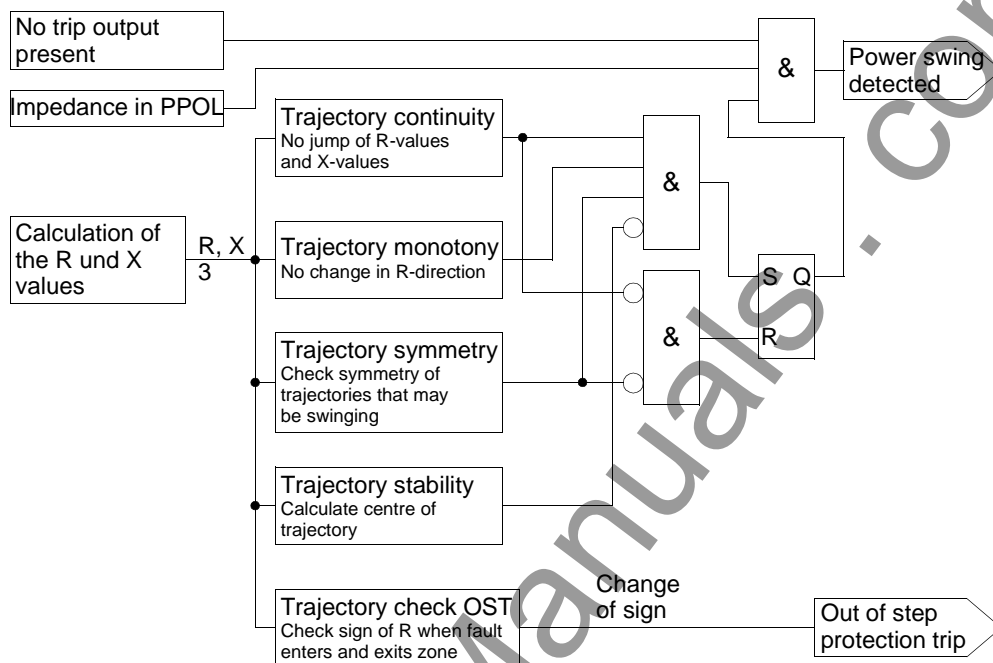 No trip output
present
Impedance in PPOL
&
Power swing
detected
Trajectory continuity
No jump of R-values
and X-values
&
Calculation of
the R und X
values
R, X
3
Trajectory monotony
No change in R-direction
S Q
R
&
Trajectory symmetry
Check symmetry of
trajectories that may
be swinging
Trajectory stability
Calculate centre of
trajectory
Trajectory check OST
Check sign of R when fault
enters and exits zone
Change
of sign
Out of step
protection trip
Manuals . co